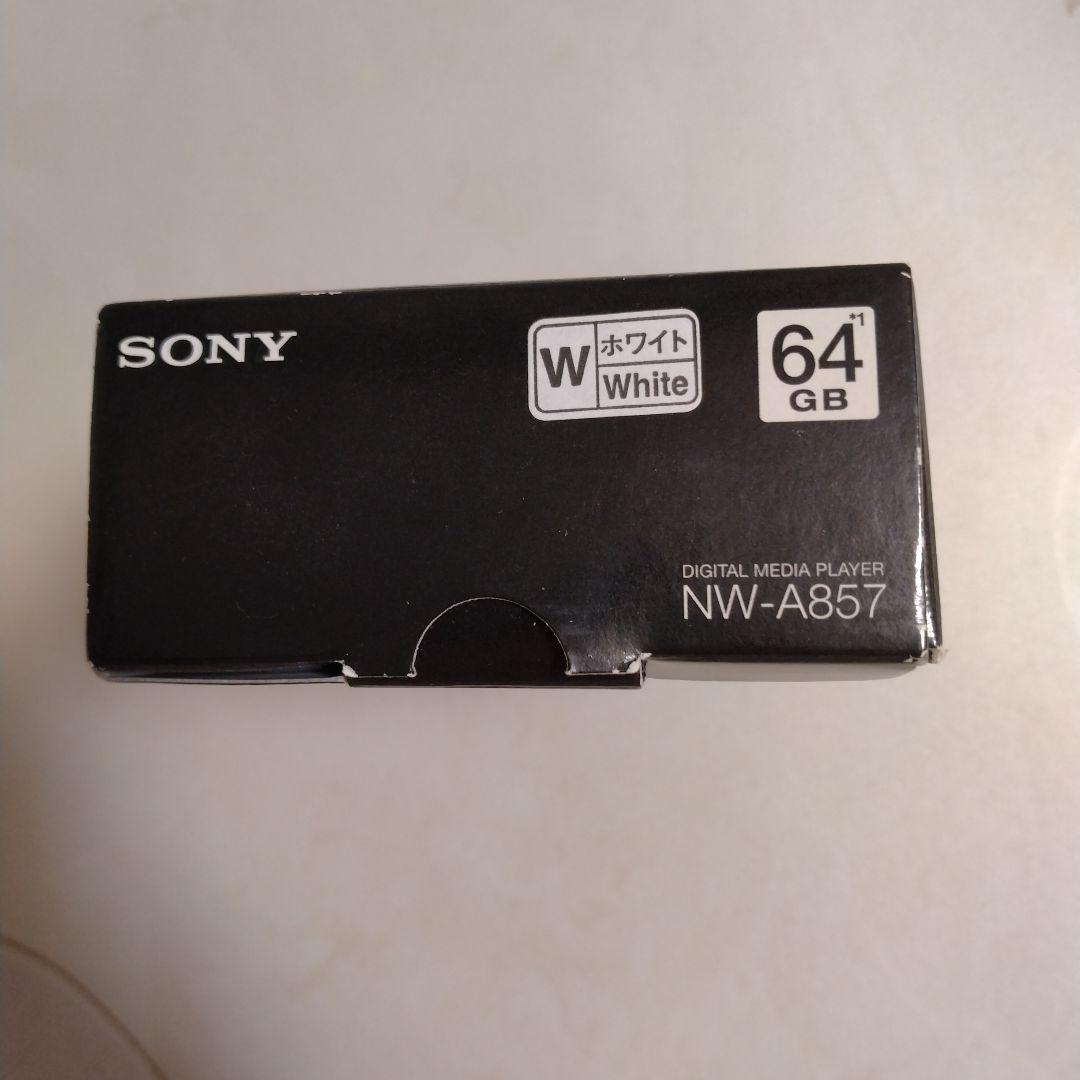 SONY
W
ホワイト
White
64*1
GB
DIGITAL MEDIA PLAYER
NW-A857